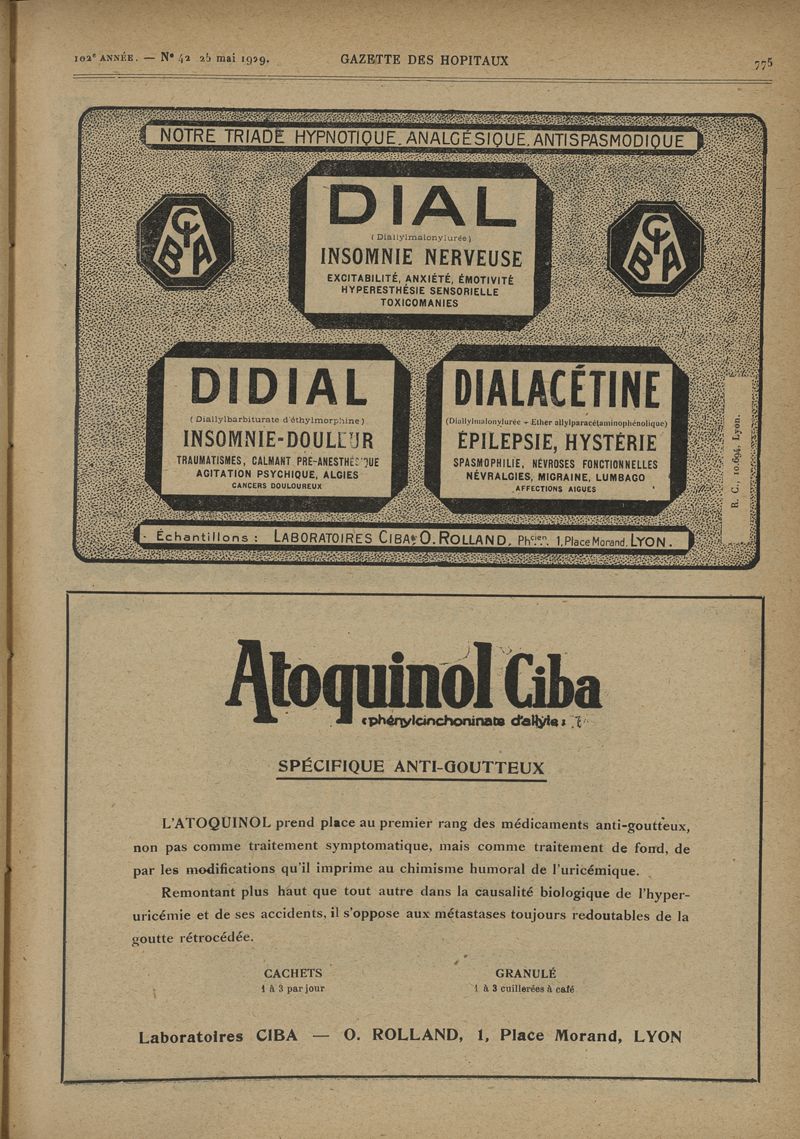 102e ANNÉE. — N° 42 25 mai 1929. GAZETTE DES HOPITAUX 775
NOTRE TRIADE HYPNOTIQUE. ANALGÉSIQUE. ANTISPASMODIQUE
CIBA
DIAL
(Diallylmalonylurée)
INSOMNIE NERVEUSE
EXCITABILITÉ, ANXIÉTÉ, ÉMOTIVITÉ
HYPERESTHÉSIE SENSORIELLE
TOXICOMANIES
CIBA
DIDIAL
(Diallylbarbiturate d'éthylmorphine)
INSOMNIE-DOULEUR
TRAUMATISMES, CALMANT PRÉ-ANESTHÉSIQUE
AGITATION PSYCHIQUE, ALGIES
CANCERS DOULOUREUX
DIALACÉTINE
(Diallylmalonylurée + Ether allylparacétaminophénolique)
ÉPILEPSIE, HYSTÉRIE
SPASMOPHILIE, NÉVROSES FONCTIONNELLES
NÉVRALGIES, MIGRAINE, LUMBAGO
AFFECTIONS AIGUES
R. C., 10.694, Lyon.
Échantillons : LABORATOIRES CIBA, O. ROLLAND, Phcien, 1, Place Morand, LYON.
Atoquinol Ciba
«phénylcinchoninate d'allyle»
SPÉCIFIQUE ANTI-GOUTTEUX
L'ATOQUINOL prend place au premier rang des médicaments anti-goutteux,
non pas comme traitement symptomatique, mais comme traitement de fond, de
par les modifications qu'il imprime au chimisme humoral de l'uricémique.
Remontant plus haut que tout autre dans la causalité biologique de l'hyper-
uricémie et de ses accidents, il s'oppose aux métastases toujours redoutables de la
goutte rétrocédée.
CACHETS
1 à 3 par jour
GRANULÉ
1 à 3 cuillerées à café
Laboratoires CIBA — O. ROLLAND, 1, Place Morand, LYON